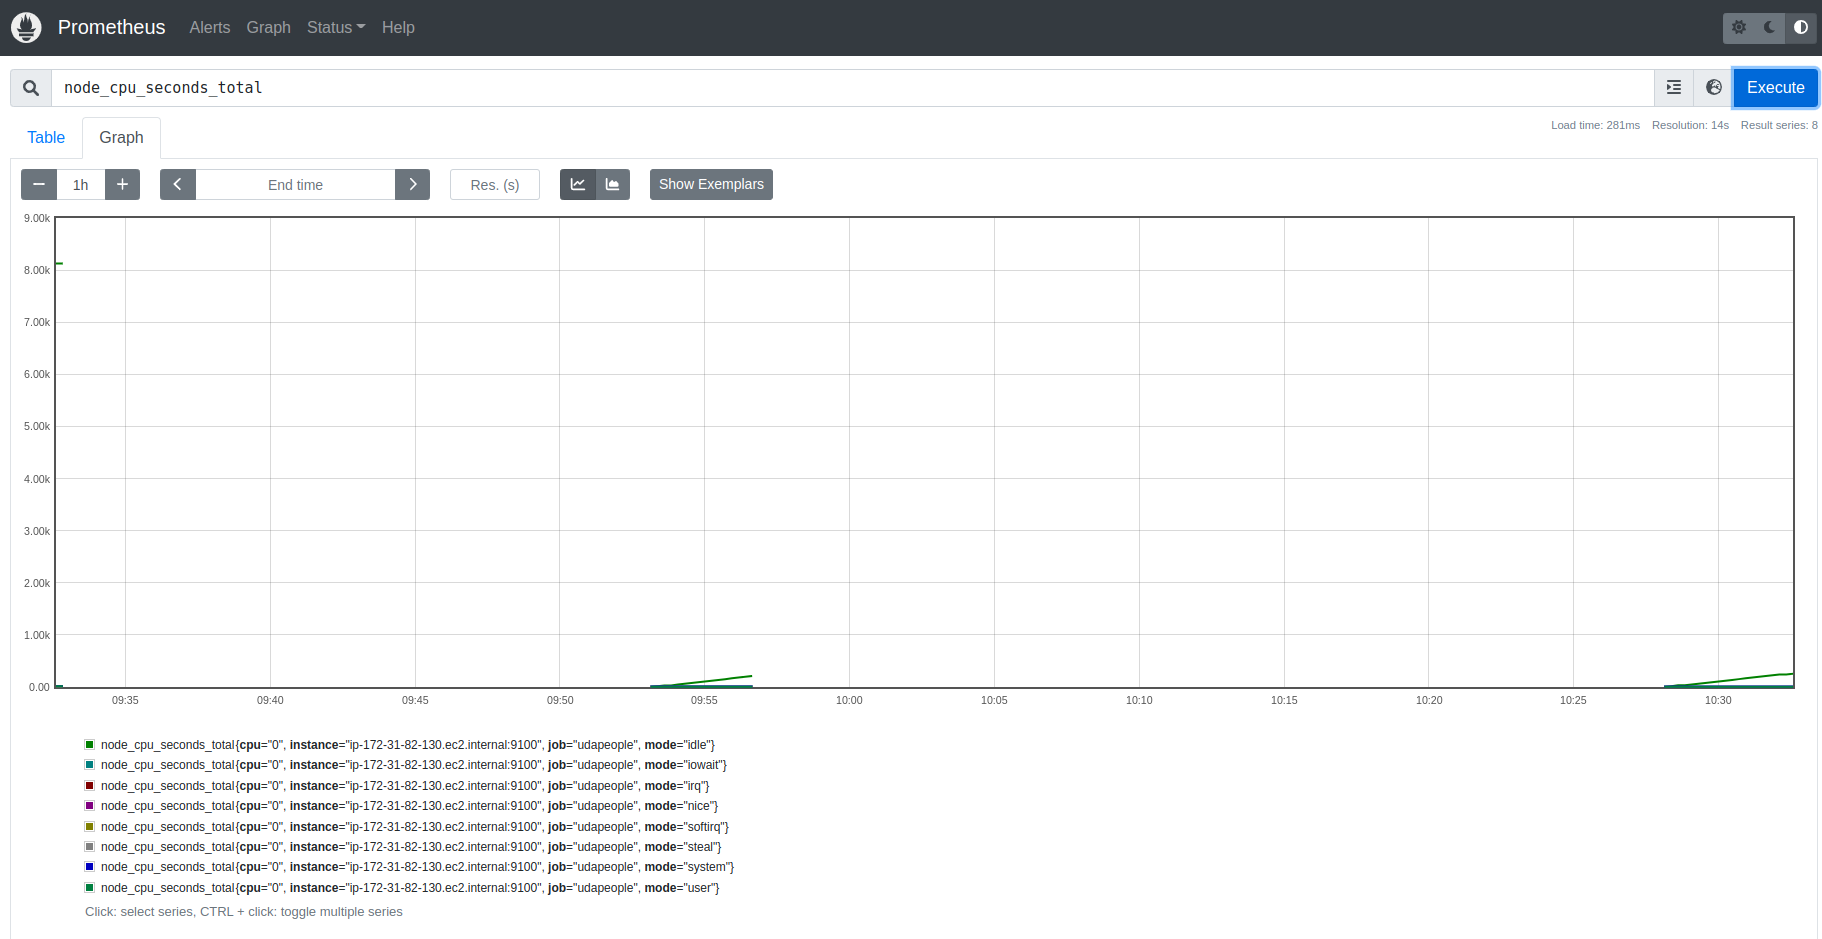 Prometheus Alerts Graph Status Help
node_cpu_seconds_total Execute
Table Graph Load time: 281ms Resolution: 14s Result series: 8
1h End time Res. (s) Show Exemplars
9.00k
8.00k
7.00k
6.00k
5.00k
4.00k
3.00k
2.00k
1.00k
0.00
09:35 09:40 09:45 09:50 09:55 10:00 10:05 10:10 10:15 10:20 10:25 10:30
node_cpu_seconds_total{cpu="0", instance="ip-172-31-82-130.ec2.internal:9100", job="udapeople", mode="idle"}
node_cpu_seconds_total{cpu="0", instance="ip-172-31-82-130.ec2.internal:9100", job="udapeople", mode="iowait"}
node_cpu_seconds_total{cpu="0", instance="ip-172-31-82-130.ec2.internal:9100", job="udapeople", mode="irq"}
node_cpu_seconds_total{cpu="0", instance="ip-172-31-82-130.ec2.internal:9100", job="udapeople", mode="nice"}
node_cpu_seconds_total{cpu="0", instance="ip-172-31-82-130.ec2.internal:9100", job="udapeople", mode="softirq"}
node_cpu_seconds_total{cpu="0", instance="ip-172-31-82-130.ec2.internal:9100", job="udapeople", mode="steal"}
node_cpu_seconds_total{cpu="0", instance="ip-172-31-82-130.ec2.internal:9100", job="udapeople", mode="system"}
node_cpu_seconds_total{cpu="0", instance="ip-172-31-82-130.ec2.internal:9100", job="udapeople", mode="user"}
Click: select series, CTRL + click: toggle multiple series